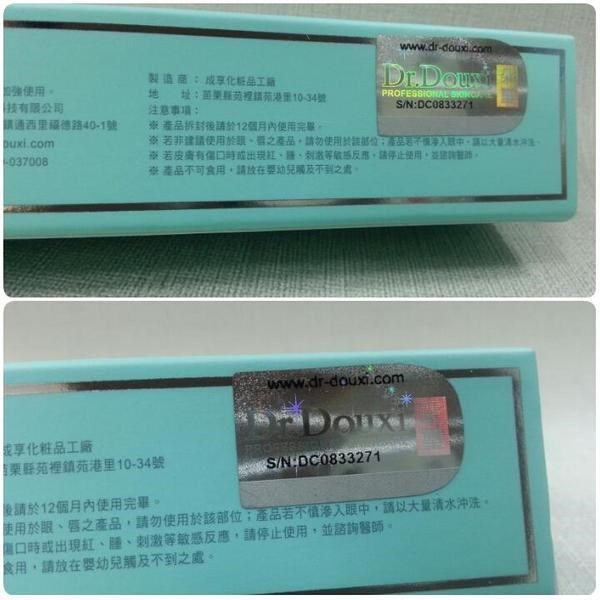 加強使用。
技有限公司
鎮通西里福德路40-1號
douxi.com
-037008
製造商：成享化粧品工廠
地　址：苗栗縣苑裡鎮苑港里10-34號
注意事項：
※ 產品拆封後請於12個月內使用完畢。
※ 若非建議使用於眼、唇之產品，請勿使用於該部位；產品若不慎滲入眼中，請以大量清水沖洗。
※ 若皮膚有傷口時或出現紅、腫、刺激等敏感反應，請停止使用，並諮詢醫師。
※ 產品不可食用，請放在嬰幼兒觸及不到之處。
www.dr-douxi.com
Dr.Douxi
PROFESSIONAL SKINCARE
S/N:DC0833271
成享化粧品工廠
苗栗縣苑裡鎮苑港里10-34號
後請於12個月內使用完畢。
使用於眼、唇之產品，請勿使用於該部位；產品若不慎滲入眼中，請以大量清水沖洗。
傷口時或出現紅、腫、刺激等敏感反應，請停止使用，並諮詢醫師。
用，請放在嬰幼兒觸及不到之處。
www.dr-douxi.com
Dr.Douxi
S/N:DC0833271